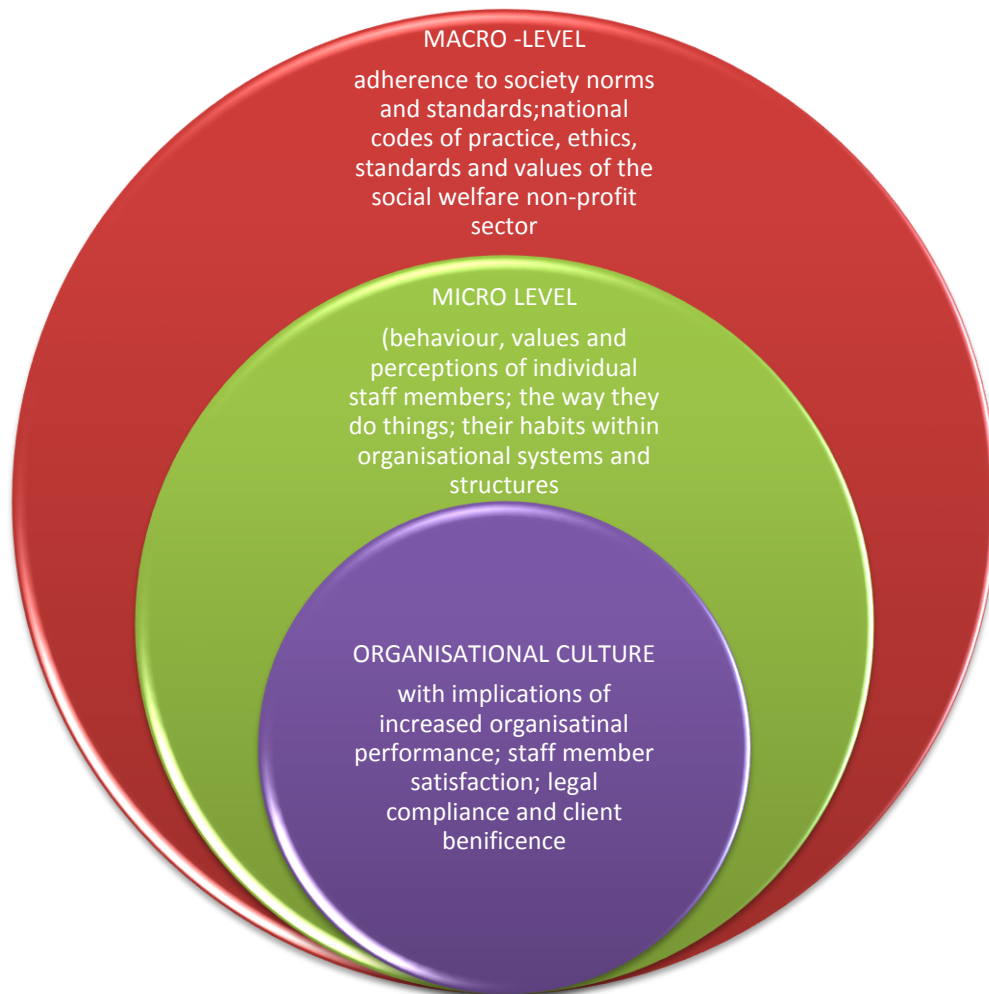 MACRO -LEVEL
adherence to society norms
and standards;national
codes of practice, ethics,
standards and values of the
social welfare non-profit
sector
MICRO LEVEL
(behaviour, values and
perceptions of individual
staff members; the way they
do things; their habits within
organisational systems and
structures
ORGANISATIONAL CULTURE
with implications of
increased organisatinal
performance; staff member
satisfaction; legal
compliance and client
benificence